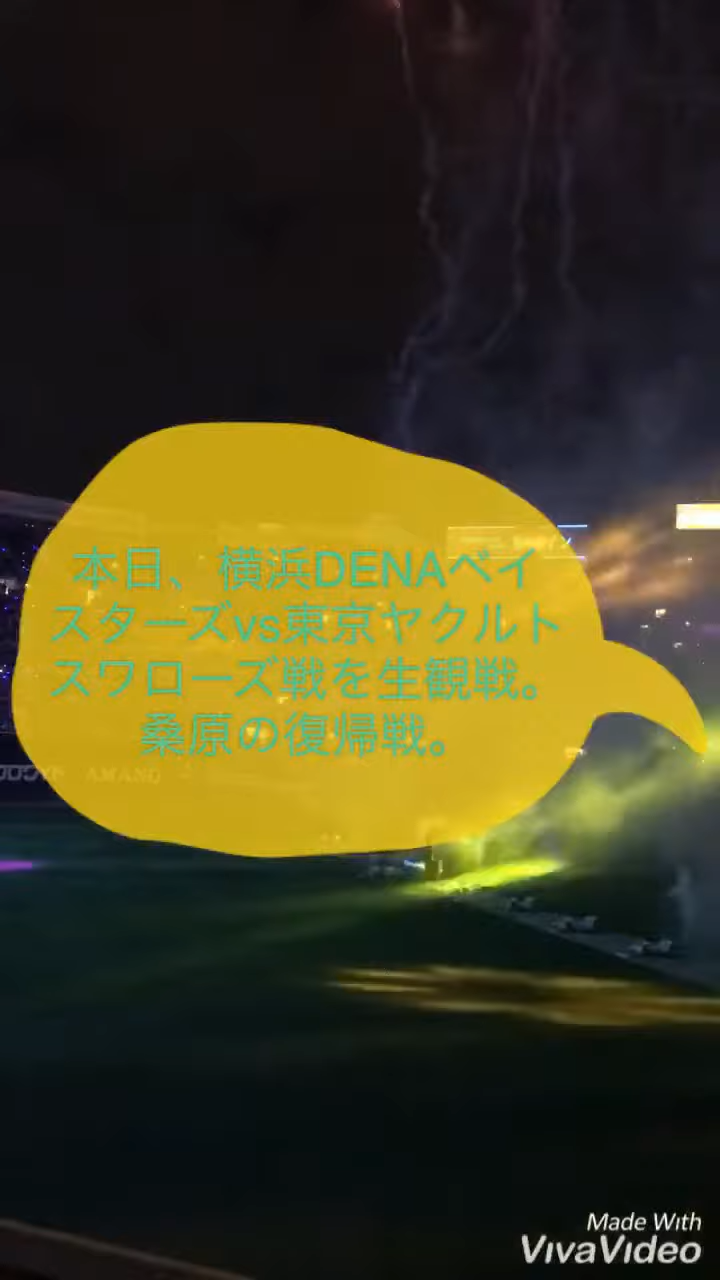 本日、横浜DENAベイ
スターズvs東京ヤクルト
スワローズ戦を生観戦。
桑原の復帰戦。
AMANO
Made With
VivaVideo